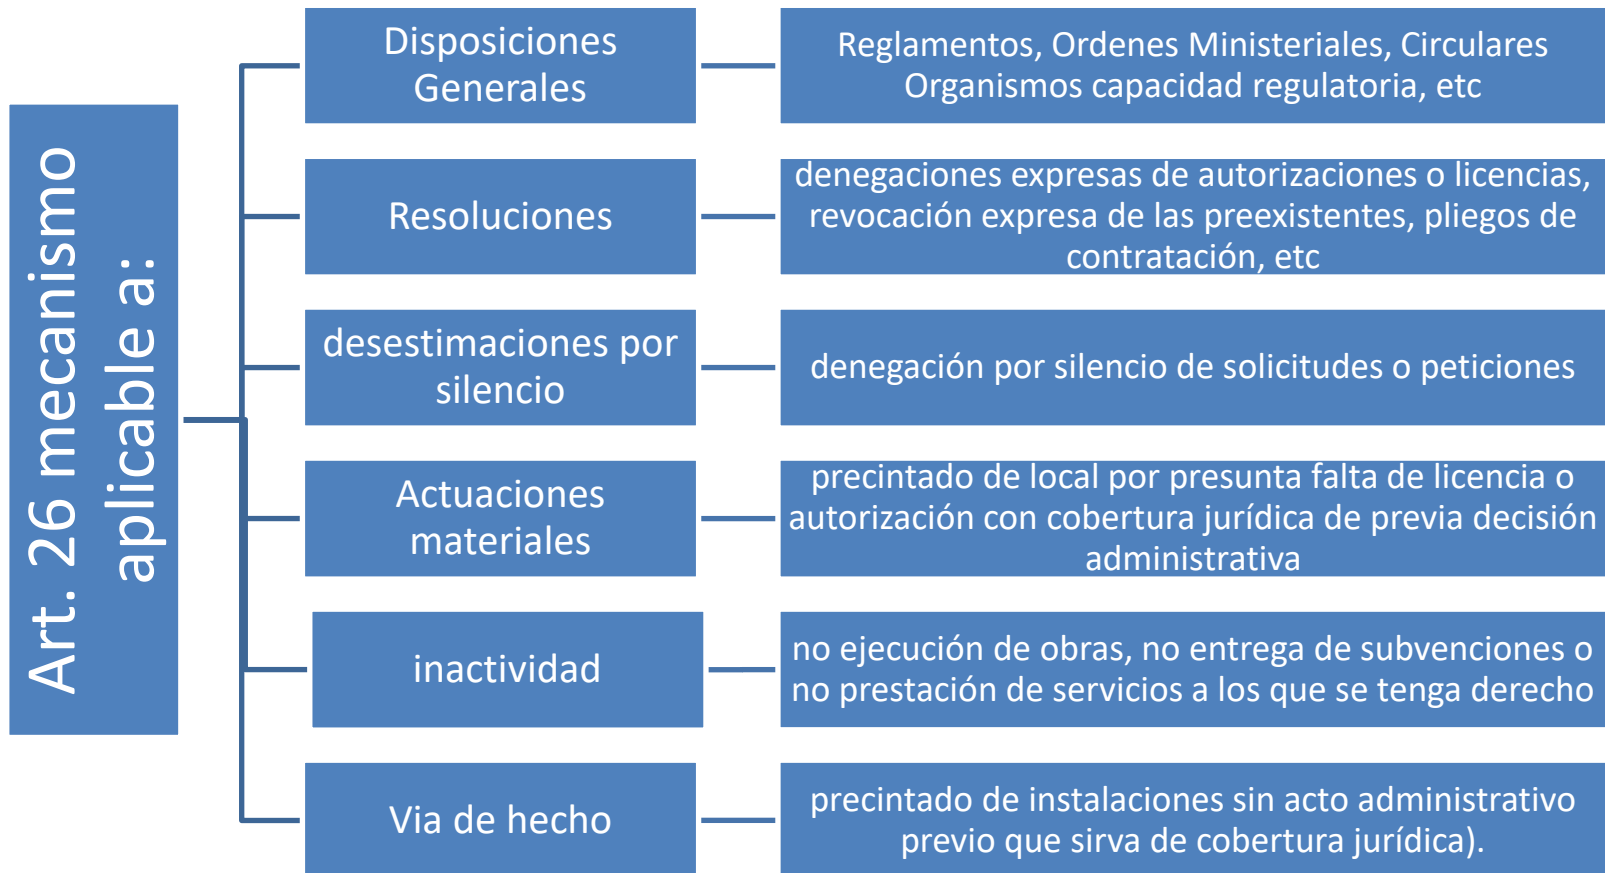 Art. 26 mecanismo
aplicable a:
Disposiciones
Generales
Reglamentos, Ordenes Ministeriales, Circulares
Organismos capacidad regulatoria, etc
Resoluciones
denegaciones expresas de autorizaciones o licencias,
revocación expresa de las preexistentes, pliegos de
contratación, etc
desestimaciones por
silencio
denegación por silencio de solicitudes o peticiones
Actuaciones
materiales
precintado de local por presunta falta de licencia o
autorización con cobertura jurídica de previa decisión
administrativa
inactividad
no ejecución de obras, no entrega de subvenciones o
no prestación de servicios a los que se tenga derecho
Via de hecho
precintado de instalaciones sin acto administrativo
previo que sirva de cobertura jurídica).